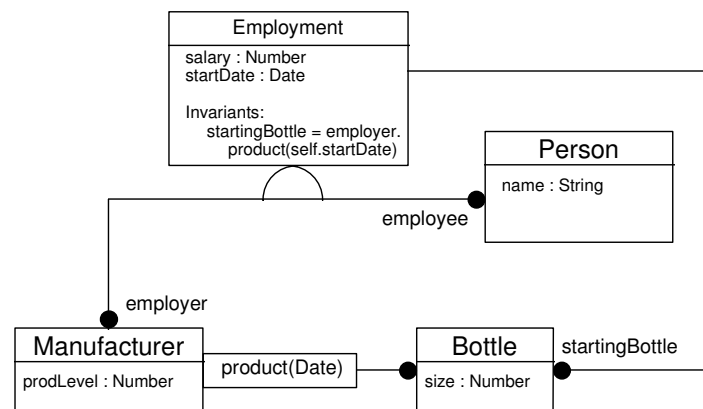 Employment
salary : Number
startDate : Date
Invariants:
startingBottle = employer.
product(self.startDate)
Person
name : String
employee
employer
Manufacturer
prodLevel : Number
product(Date)
Bottle
size : Number
startingBottle